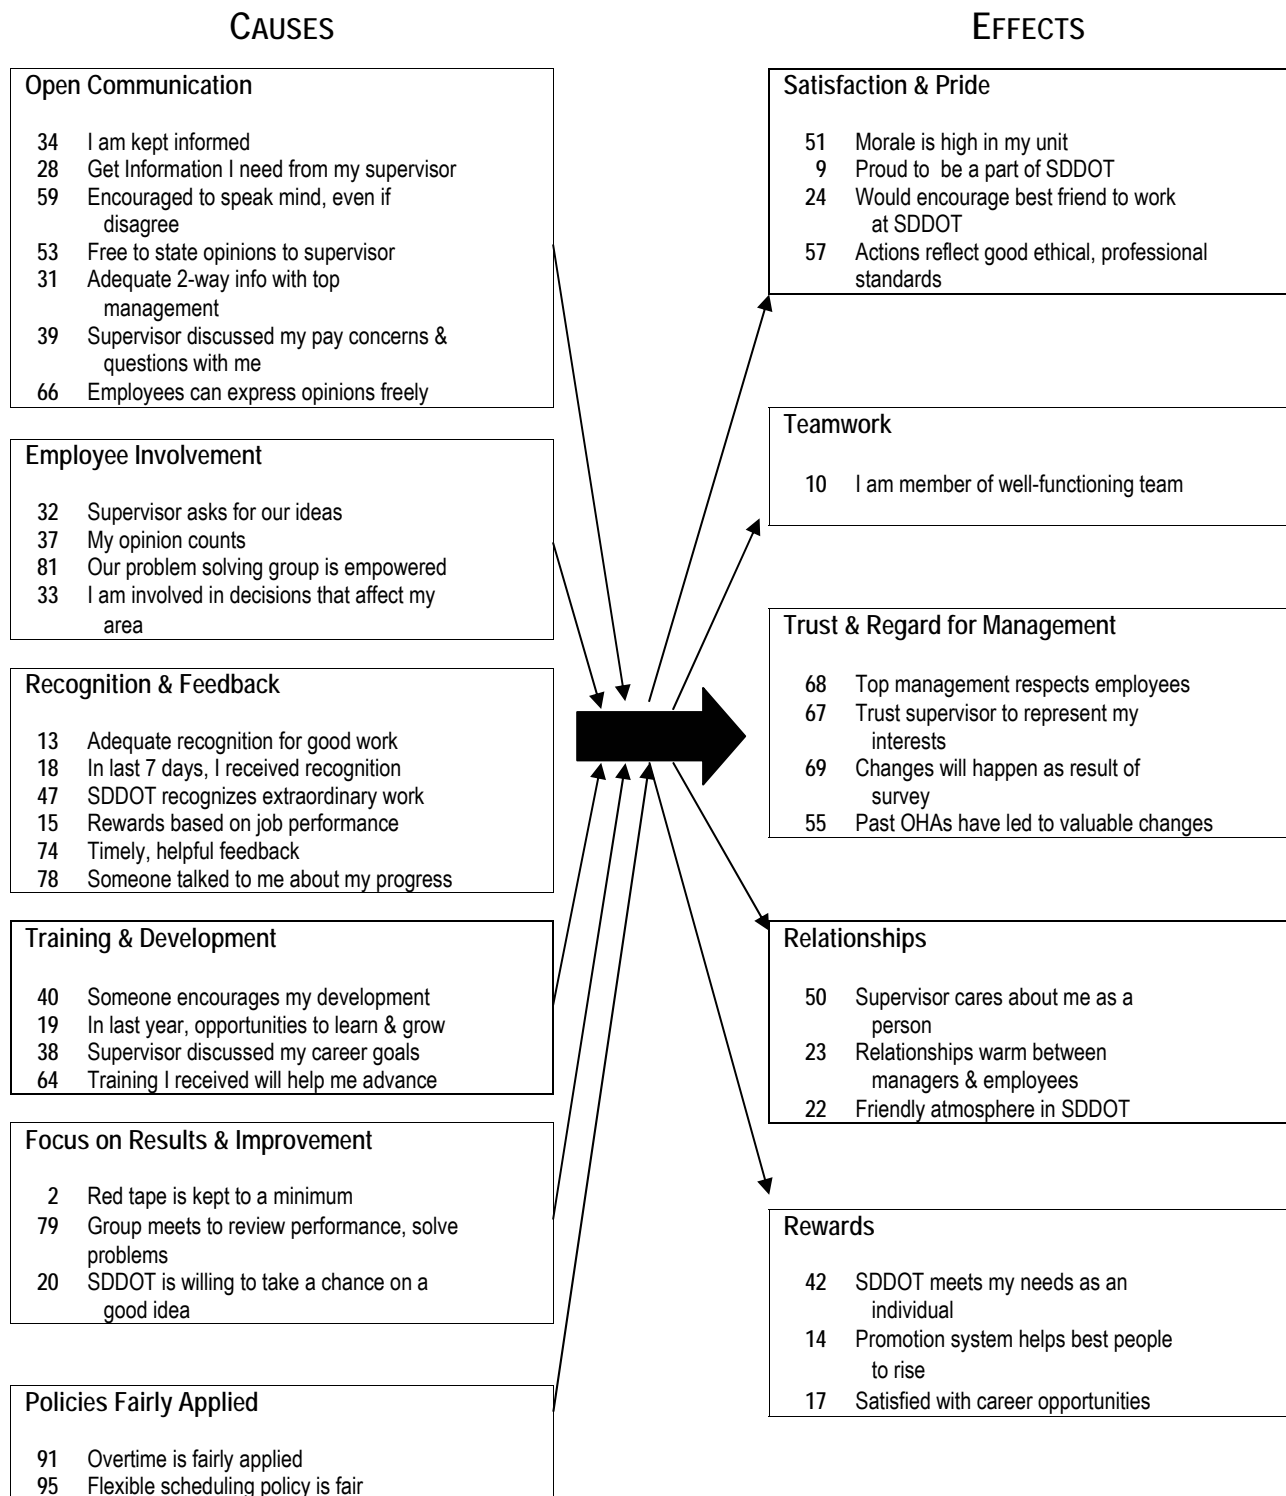 CAUSES
Open Communication
34 I am kept informed
28 Get Information I need from my supervisor
59 Encouraged to speak mind, even if
disagree
53 Free to state opinions to supervisor
31 Adequate 2-way info with top
management
39 Supervisor discussed my pay concerns &
questions with me
66 Employees can express opinions freely
Employee Involvement
32 Supervisor asks for our ideas
37 My opinion counts
81 Our problem solving group is empowered
33 I am involved in decisions that affect my
area
Recognition & Feedback
13 Adequate recognition for good work
18 In last 7 days, I received recognition
47 SDDOT recognizes extraordinary work
15 Rewards based on job performance
74 Timely, helpful feedback
78 Someone talked to me about my progress
Training & Development
40 Someone encourages my development
19 In last year, opportunities to learn & grow
38 Supervisor discussed my career goals
64 Training I received will help me advance
Focus on Results & Improvement
2 Red tape is kept to a minimum
79 Group meets to review performance, solve
problems
20 SDDOT is willing to take a chance on a
good idea
Policies Fairly Applied
91 Overtime is fairly applied
95 Flexible scheduling policy is fair
EFFECTS
Satisfaction & Pride
51 Morale is high in my unit
9 Proud to be a part of SDDOT
24 Would encourage best friend to work
at SDDOT
57 Actions reflect good ethical, professional
standards
Teamwork
10 I am member of well-functioning team
Trust & Regard for Management
68 Top management respects employees
67 Trust supervisor to represent my
interests
69 Changes will happen as result of
survey
55 Past OHAs have led to valuable changes
Relationships
50 Supervisor cares about me as a
person
23 Relationships warm between
managers & employees
22 Friendly atmosphere in SDDOT
Rewards
42 SDDOT meets my needs as an
individual
14 Promotion system helps best people
to rise
17 Satisfied with career opportunities